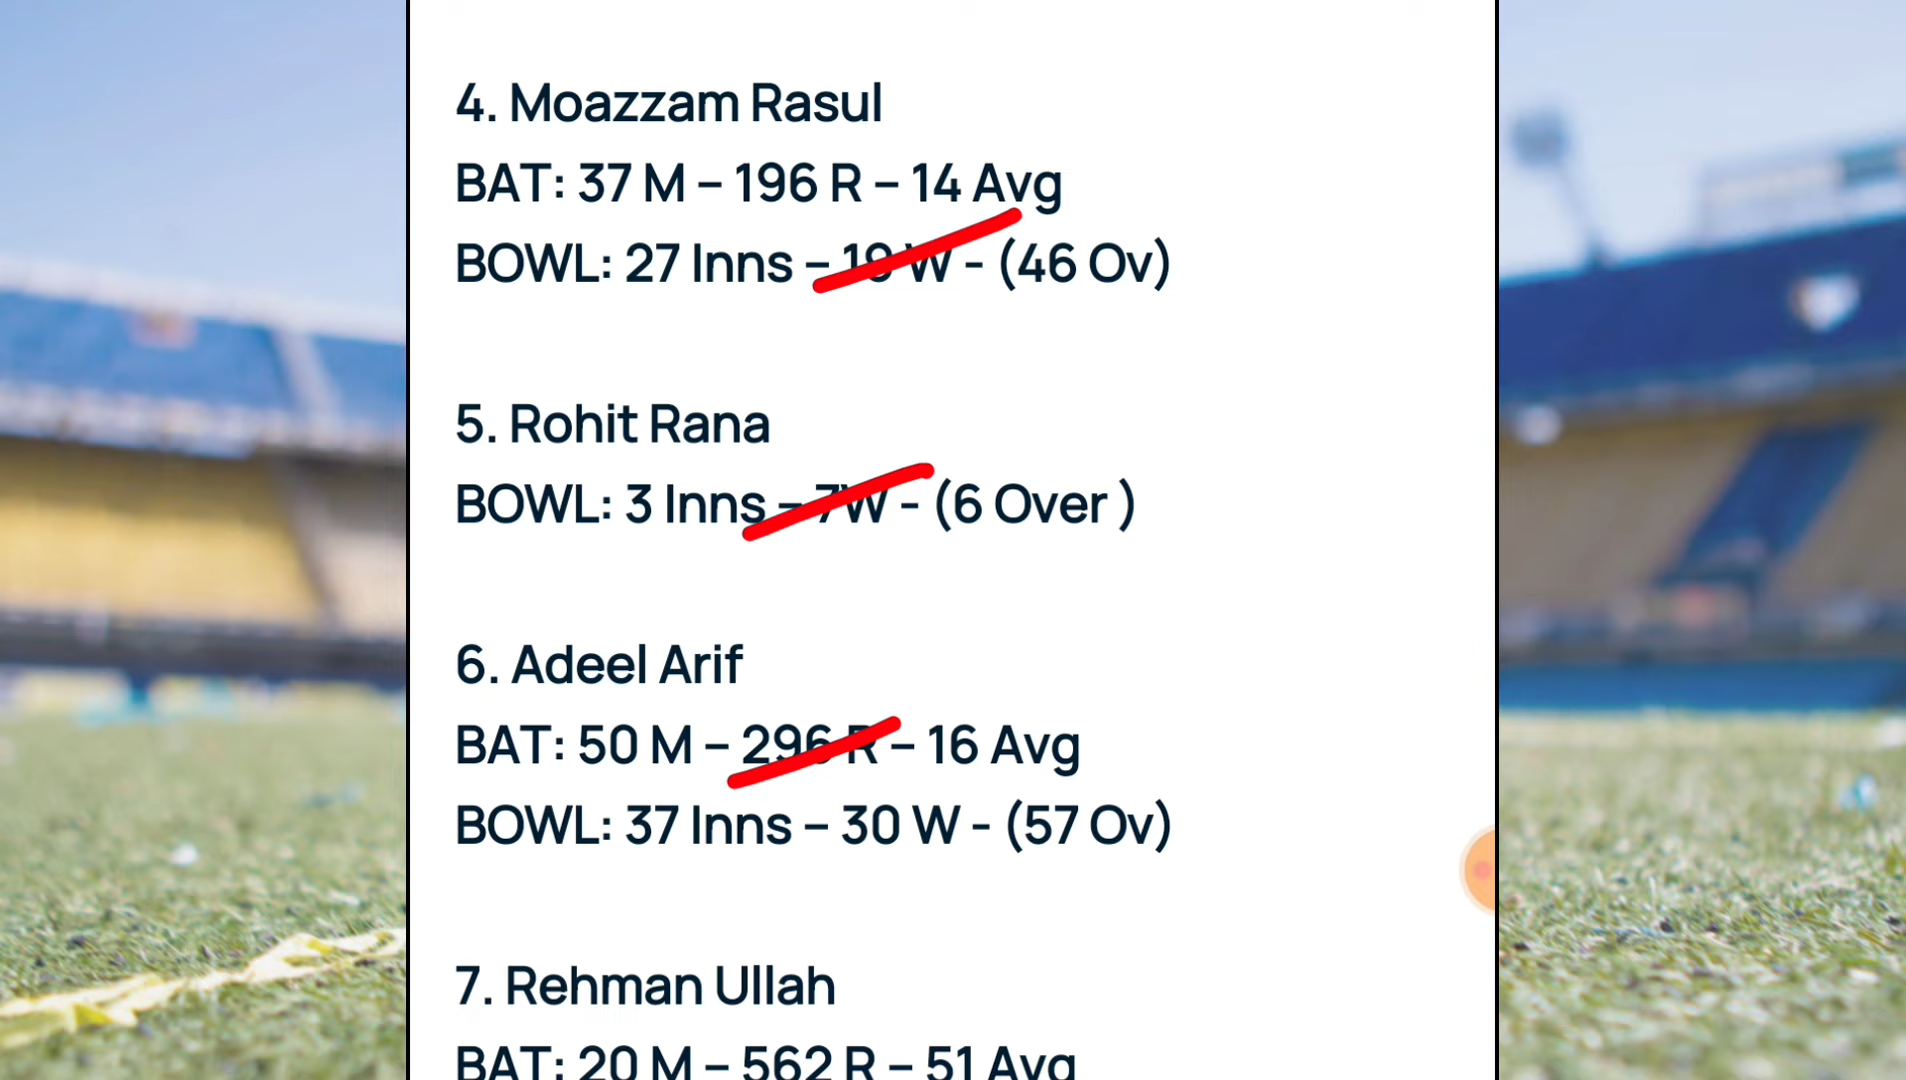 4. Moazzam Rasul
BAT: 37 M – 196 R – 14 Avg
BOWL: 27 Inns – 19 W - (46 Ov)
5. Rohit Rana
BOWL: 3 Inns – 7W - (6 Over )
6. Adeel Arif
BAT: 50 M – 296 R – 16 Avg
BOWL: 37 Inns – 30 W - (57 Ov)
7. Rehman Ullah
BAT: 20 M – 562 R – 51 Avg